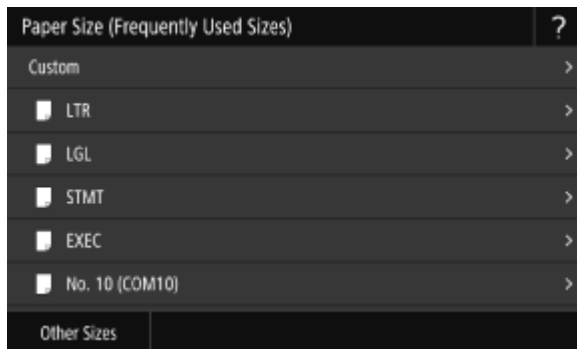 Paper Size (Frequently Used Sizes) ?
Custom >
LTR >
LGL >
STMT >
EXEC >
No. 10 (COM10) >
Other Sizes